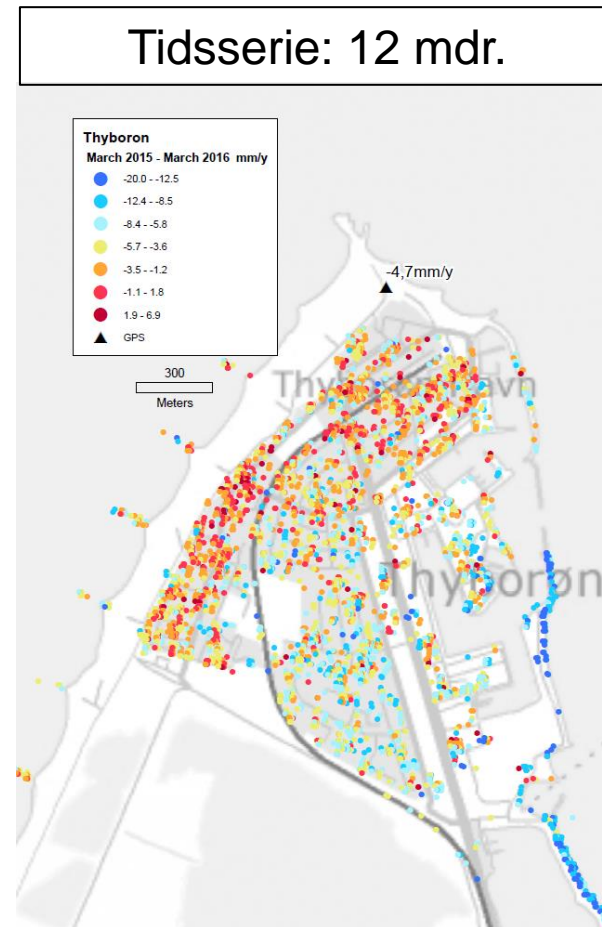 Tidsserie: 12 mdr.
Thyboron
March 2015 - March 2016 mm/y
-20.0 - -12.5
-12.4 - -8.5
-8.4 - -5.8
-5.7 - -3.6
-3.5 - -1.2
-1.1 - 1.8
1.9 - 6.9
GPS
-4,7mm/y
300
Meters
Thyborøn Havn
Thyborøn